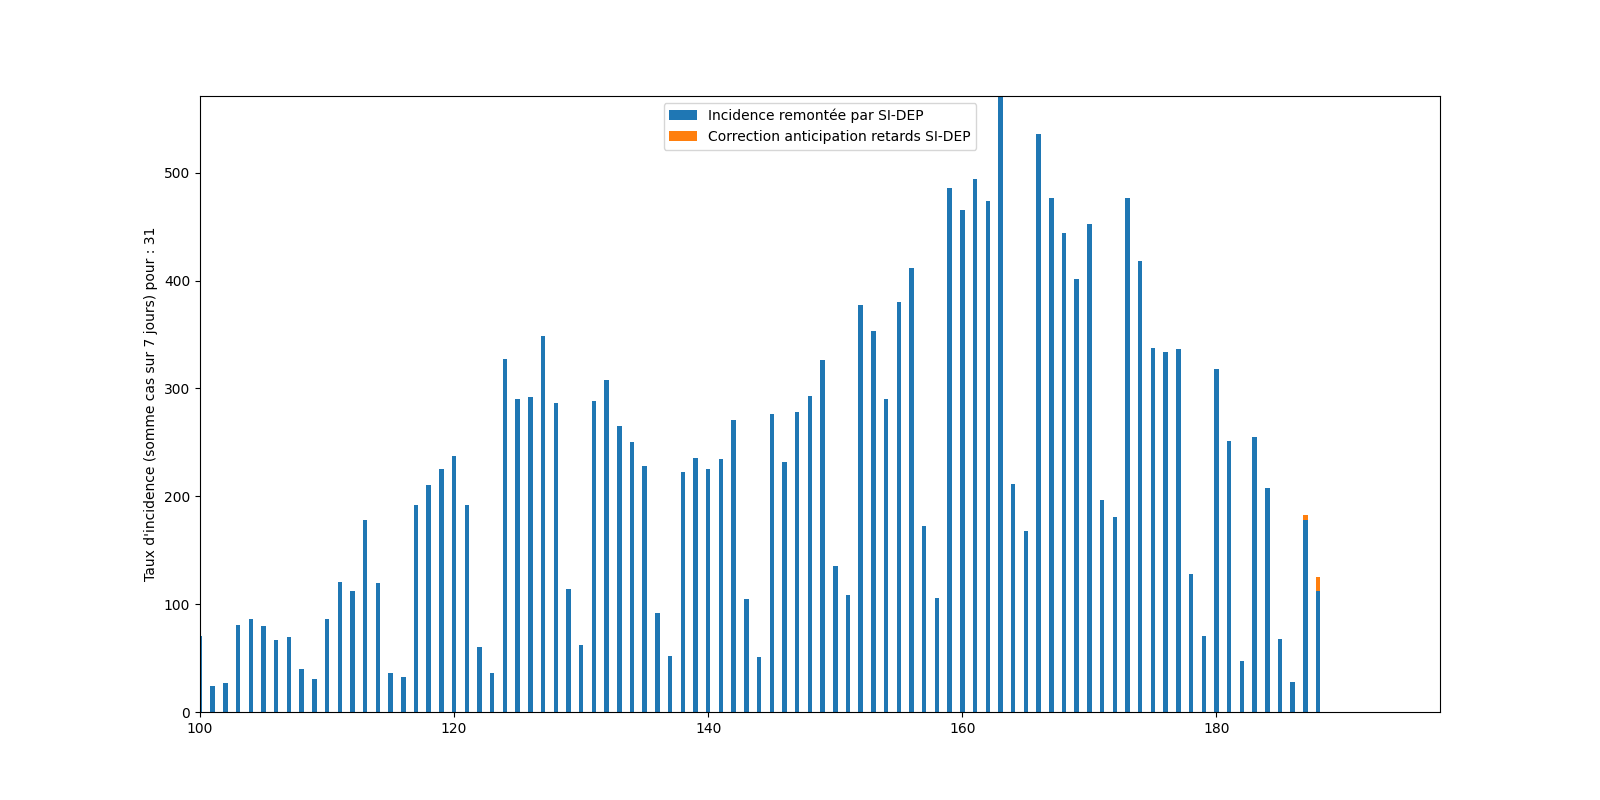 Incidence remontée par SI-DEP
Correction anticipation retards SI-DEP
Taux d'incidence (somme cas sur 7 jours) pour : 31
500
400
300
200
100
0
100 120 140 160 180